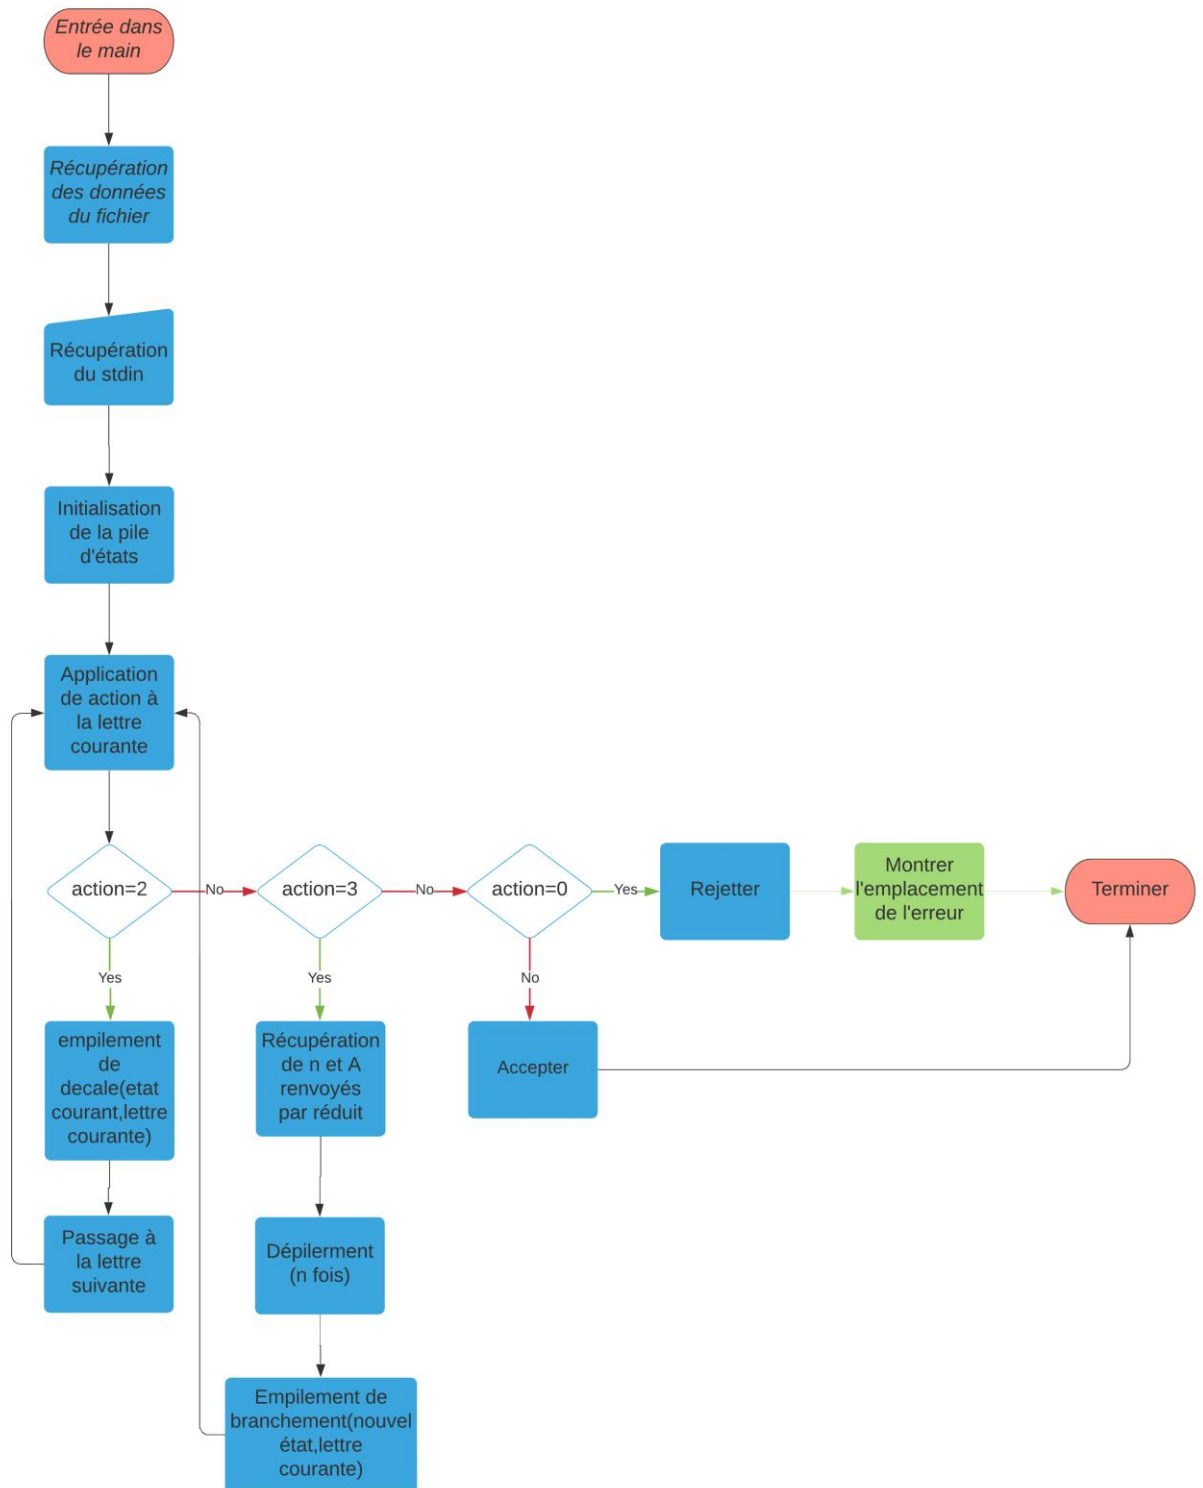 Entrée dans
le main
Récupération
des données
du fichier
Récupération
du stdin
Initialisation
de la pile
d'états
Application
de action à
la lettre
courante
action=2
No
action=3
No
action=0
Yes
Rejetter
Montrer
l'emplacement
de l'erreur
Terminer
Yes
Yes
No
empilement
de
decale(etat
courant,lettre
courante)
Récupération
de n et A
renvoyés
par réduit
Accepter
Passage à
la lettre
suivante
Dépilerment
(n fois)
Empilement de
branchement(nouvel
état,lettre
courante)